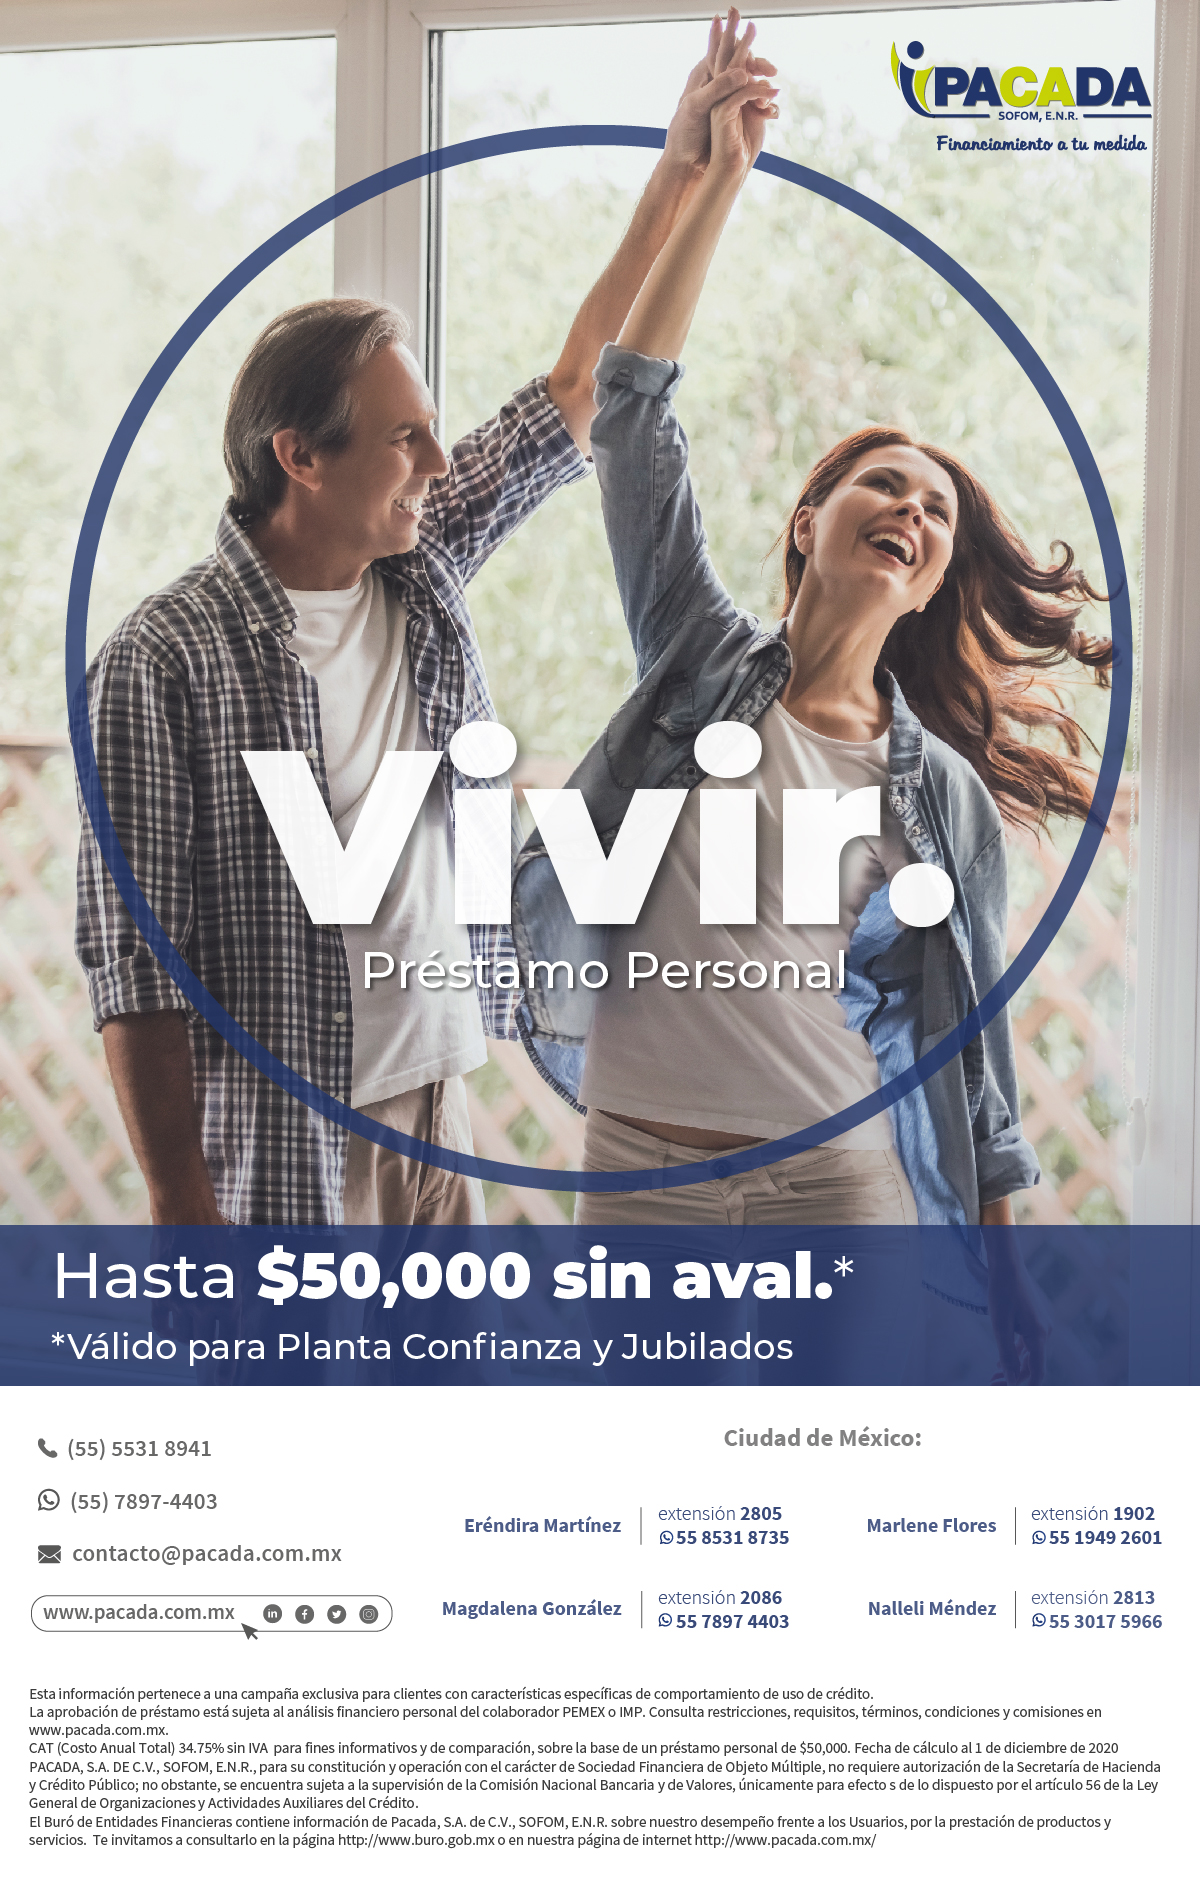 PACADA
SOFOM, E.N.R.
Financiamiento a tu medida
Vivir.
Préstamo Personal
Hasta $50,000 sin aval.*
*Válido para Planta Confianza y Jubilados
(55) 5531 8941
(55) 7897-4403
contacto@pacada.com.mx
www.pacada.com.mx
Ciudad de México:
Eréndira Martínez
extensión 2805
55 8531 8735
Marlene Flores
extensión 1902
55 1949 2601
Magdalena González
extensión 2086
55 7897 4403
Nalleli Méndez
extensión 2813
55 3017 5966
Esta información pertenece a una campaña exclusiva para clientes con características específicas de comportamiento de uso de crédito.
La aprobación de préstamo está sujeta al análisis financiero personal del colaborador PEMEX o IMP. Consulta restricciones, requisitos, términos, condiciones y comisiones en
www.pacada.com.mx.
CAT (Costo Anual Total) 34.75% sin IVA para fines informativos y de comparación, sobre la base de un préstamo personal de $50,000. Fecha de cálculo al 1 de diciembre de 2020
PACADA, S.A. DE C.V., SOFOM, E.N.R., para su constitución y operación con el carácter de Sociedad Financiera de Objeto Múltiple, no requiere autorización de la Secretaría de Hacienda
y Crédito Público; no obstante, se encuentra sujeta a la supervisión de la Comisión Nacional Bancaria y de Valores, únicamente para efecto s de lo dispuesto por el artículo 56 de la Ley
General de Organizaciones y Actividades Auxiliares del Crédito.
El Buró de Entidades Financieras contiene información de Pacada, S.A. de C.V., SOFOM, E.N.R. sobre nuestro desempeño frente a los Usuarios, por la prestación de productos y
servicios. Te invitamos a consultarlo en la página http://www.buro.gob.mx o en nuestra página de internet http://www.pacada.com.mx/